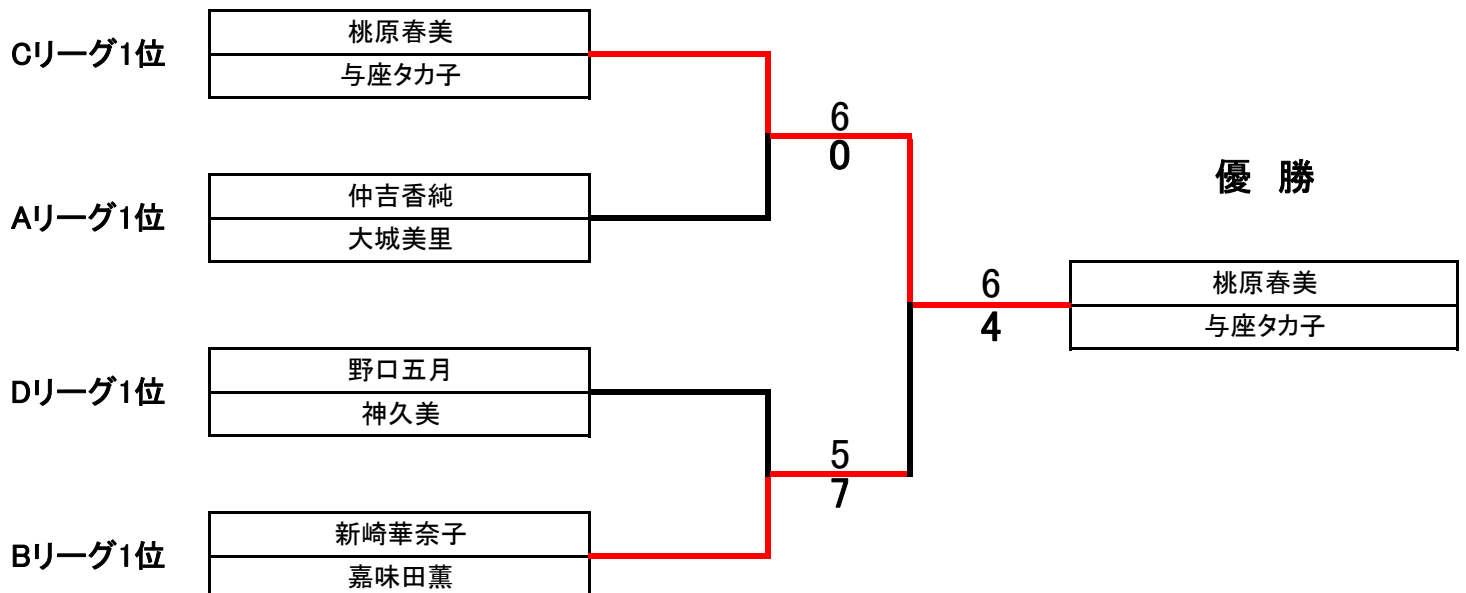 桃原春美
Cリーグ1位
与座タカ子
6
0
優 勝
仲吉香純
Aリーグ1位
大城美里
6
4
桃原春美
与座タカ子
野口五月
Dリーグ1位
神久美
5
7
新崎華奈子
Bリーグ1位
嘉味田薫